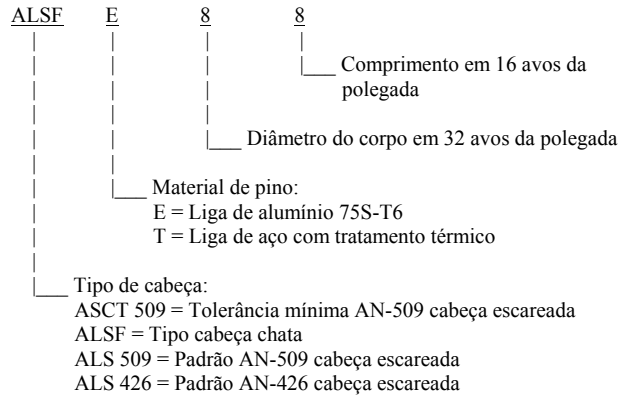 ALSF E 8 8
Comprimento em 16 avos da
polegada
Diâmetro do corpo em 32 avos da polegada
Material de pino:
E = Liga de alumínio 75S-T6
T = Liga de aço com tratamento térmico
Tipo de cabeça:
ASCT 509 = Tolerância mínima AN-509 cabeça escareada
ALSF = Tipo cabeça chata
ALS 509 = Padrão AN-509 cabeça escareada
ALS 426 = Padrão AN-426 cabeça escareada